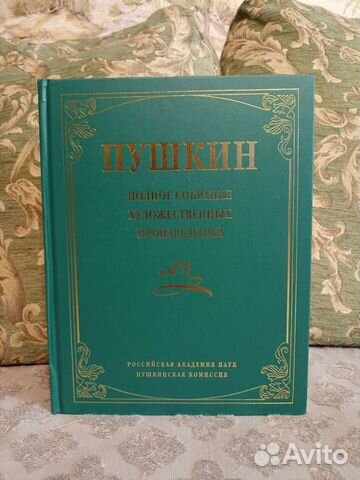 ПУШКИН
ПОЛНОЕ СОБРАНИЕ
ХУДОЖЕСТВЕННЫХ
ПРОИЗВЕДЕНИЙ
РОССИЙСКАЯ АКАДЕМИЯ НАУК
ПУШКИНСКАЯ КОМИССИЯ
Avito